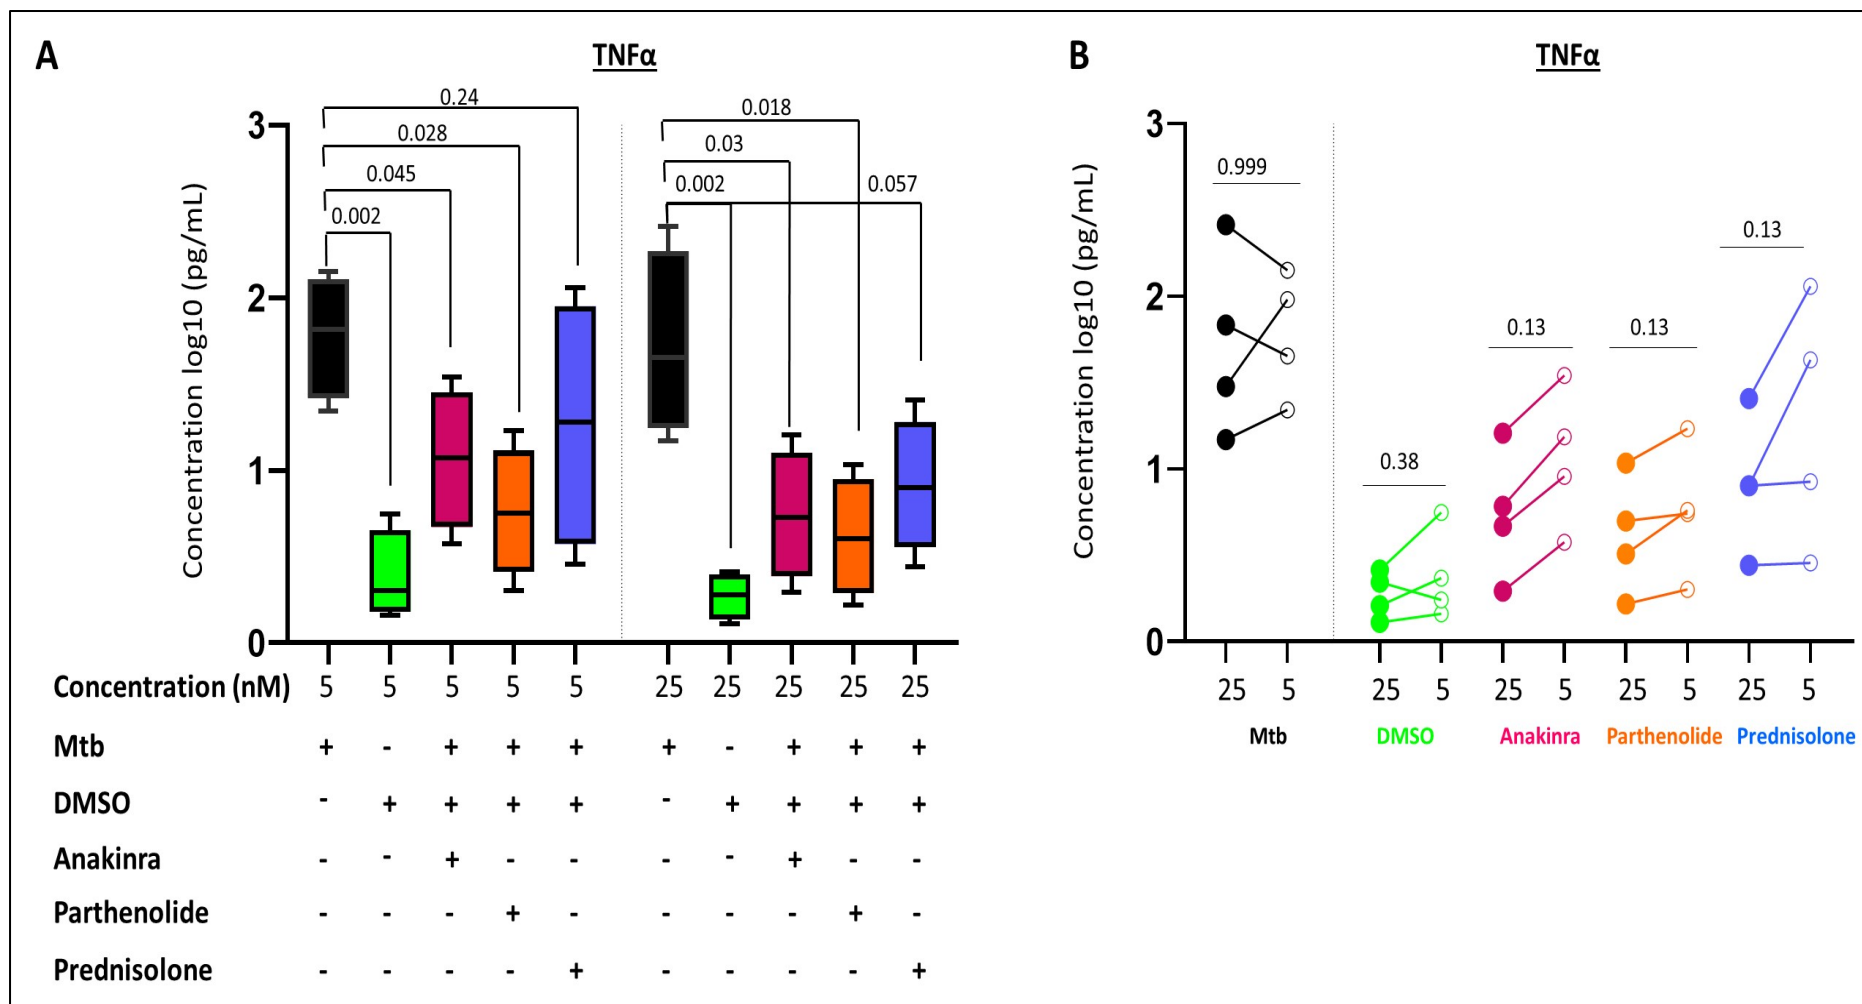 A
TNFα
Concentration log10 (pg/mL)
3
2
1
0
0.24
0.028
0.045
0.002
0.018
0.03
0.002
0.057
Concentration (nM) 5 5 5 5 5 25 25 25 25 25
Mtb + - + + + + - + + +
DMSO - + + + + - + + + +
Anakinra - - + - - - - + - -
Parthenolide - - - + - - - - + -
Prednisolone - - - - + - - - - +
B
TNFα
Concentration log10 (pg/mL)
3
2
1
0
0.999
0.38
0.13
0.13
0.13
25 5 25 5 25 5 25 5 25 5
Mtb DMSO Anakinra Parthenolide Prednisolone